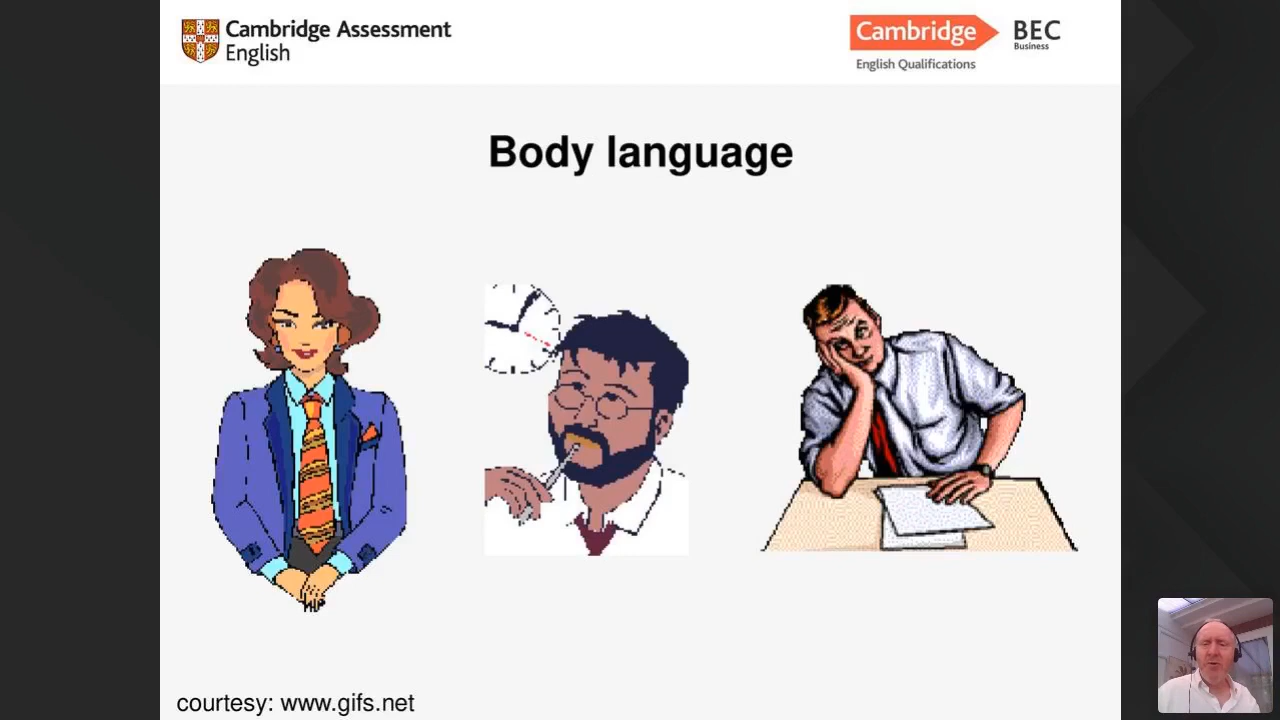 Cambridge Assessment
English
Cambridge
BEC
Business
English Qualifications
Body language
courtesy: www.gifs.net